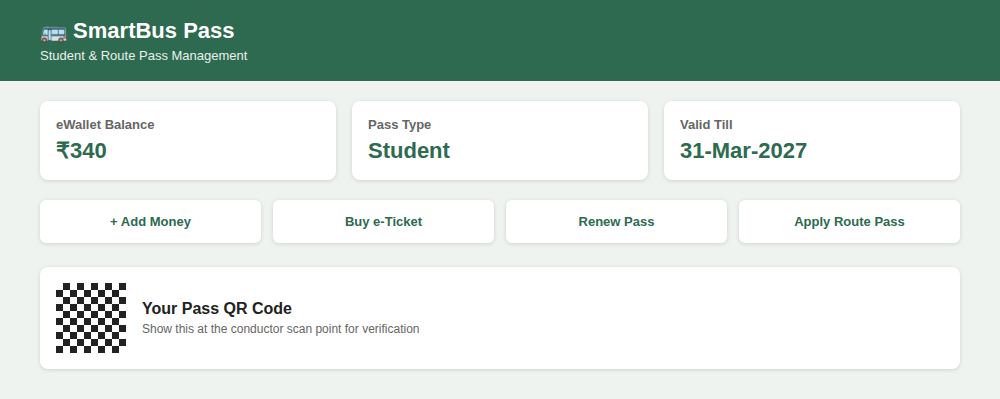 SmartBus Pass
Student & Route Pass Management
eWallet Balance
₹340
Pass Type
Student
Valid Till
31-Mar-2027
+ Add Money
Buy e-Ticket
Renew Pass
Apply Route Pass
Your Pass QR Code
Show this at the conductor scan point for verification